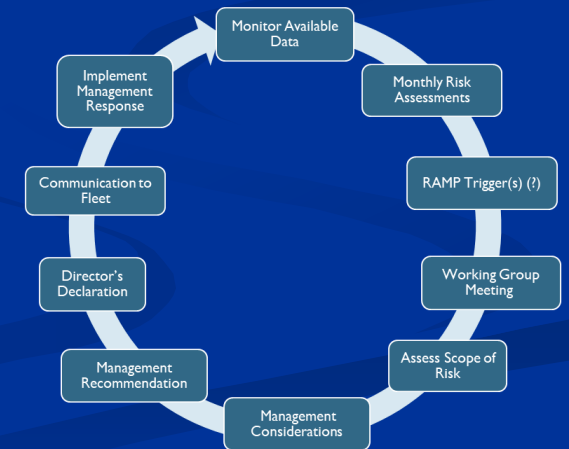 Monitor Available
Data
Monthly Risk
Assessments
RAMP Trigger(s) (?)
Working Group
Meeting
Assess Scope of
Risk
Management
Considerations
Management
Recommendation
Director's
Declaration
Communication to
Fleet
Implement
Management
Response